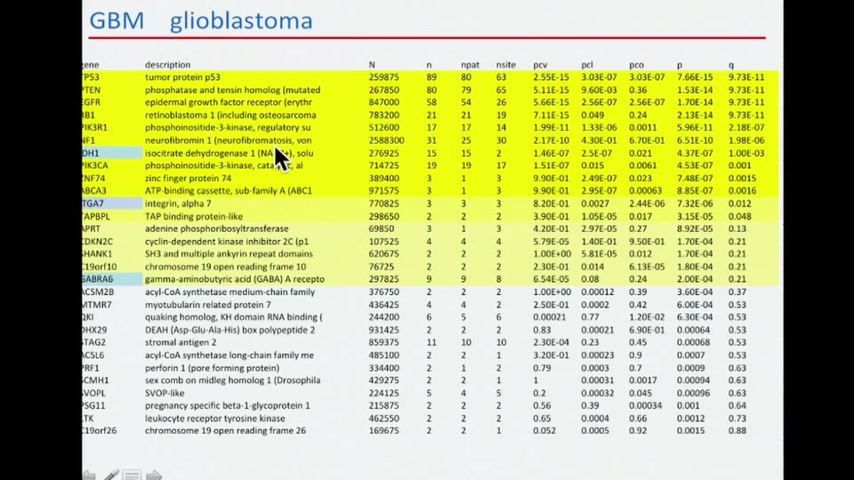 GBM glioblastoma
gene description N n npat nsite pcv pcl pco p q
TP53 tumor protein p53 259875 89 80 63 2.55E-15 3.03E-07 3.03E-07 7.66E-15 9.73E-11
PTEN phosphatase and tensin homolog (mutated 267850 80 79 65 5.11E-15 9.60E-03 0.36 1.53E-14 9.73E-11
EGFR epidermal growth factor receptor (erythr 847000 58 54 26 5.66E-15 2.56E-07 2.56E-07 1.70E-14 9.73E-11
RB1 retinoblastoma 1 (including osteosarcoma 783200 21 21 19 7.11E-15 0.049 0.24 2.13E-14 9.73E-11
PIK3R1 phosphoinositide-3-kinase, regulatory su 512600 17 17 14 1.99E-11 1.33E-06 0.0011 5.96E-11 2.18E-07
NF1 neurofibromin 1 (neurofibromatosis, von 2588300 31 25 30 2.17E-10 4.30E-01 6.70E-01 6.51E-10 1.98E-06
IDH1 isocitrate dehydrogenase 1 solu 276925 15 15 2 1.46E-07 2.5E-07 0.021 4.37E-07 1.00E-03
PIK3CA phosphoinositide-3-kinase, al 714725 19 19 17 1.51E-07 0.015 0.0061 4.53E-07 0.001
ZNF74 zinc finger protein 74 389400 3 1 3 9.90E-01 2.49E-07 0.023 7.48E-07 0.0015
ABCA3 ATP-binding cassette, sub-family A (ABC1 971575 3 1 3 9.90E-01 2.95E-07 0.00063 8.85E-07 0.0016
ITGA7 integrin, alpha 7 770825 3 3 3 8.20E-01 0.0027 2.44E-06 7.32E-06 0.012
TAPBPL TAP binding protein-like 298650 2 2 2 3.90E-01 1.05E-05 0.017 3.15E-05 0.048
APRT adenine phosphoribosyltransferase 69850 3 1 3 4.20E-01 2.97E-05 0.27 8.92E-05 0.13
CDKN2C cyclin-dependent kinase inhibitor 2C (p1 107525 4 4 4 5.79E-05 1.40E-01 9.50E-01 1.70E-04 0.21
SHANK1 SH3 and multiple ankyrin repeat domains 620675 2 2 2 1.00E+00 5.81E-05 0.012 1.70E-04 0.21
C19orf10 chromosome 19 open reading frame 10 76725 2 2 2 2.30E-01 0.014 6.13E-05 1.80E-04 0.21
GABRA6 gamma-aminobutyric acid (GABA) A recepto 297825 9 9 8 6.54E-05 0.08 0.24 2.00E-04 0.21
ACSM2B acyl-CoA synthetase medium-chain family 376750 2 2 2 1.00E+00 0.00012 0.39 3.60E-04 0.37
MTMR7 myotubularin related protein 7 436425 4 4 2 2.50E-01 0.0002 0.42 6.00E-04 0.53
QKI quaking homolog, KH domain RNA binding ( 244200 6 5 6 0.00021 0.77 1.20E-02 6.30E-04 0.53
DHX29 DEAH (Asp-Glu-Ala-His) box polypeptide 2 931425 2 2 2 0.83 0.00021 6.90E-01 0.00064 0.53
STAG2 stromal antigen 2 859375 11 10 10 2.30E-04 0.23 0.45 0.00068 0.53
ACSL6 acyl-CoA synthetase long-chain family me 485100 2 2 2 3.20E-01 0.00023 0.9 0.0007 0.53
PRF1 perforin 1 (pore forming protein) 334400 2 1 2 0.79 0.0003 0.7 0.0009 0.63
SCMH1 sex comb on midleg homolog 1 (Drosophila 429275 2 2 2 1 0.00031 0.0017 0.00094 0.63
SVOPL SVOP-like 224125 5 4 5 0.2 0.00032 0.045 0.00096 0.63
PSG11 pregnancy specific beta-1-glycoprotein 1 215875 2 2 2 0.56 0.39 0.00034 0.001 0.64
LTK leukocyte receptor tyrosine kinase 462550 2 2 2 0.65 0.0004 0.66 0.0012 0.73
C19orf26 chromosome 19 open reading frame 26 169675 2 2 1 0.052 0.0005 0.92 0.0015 0.88